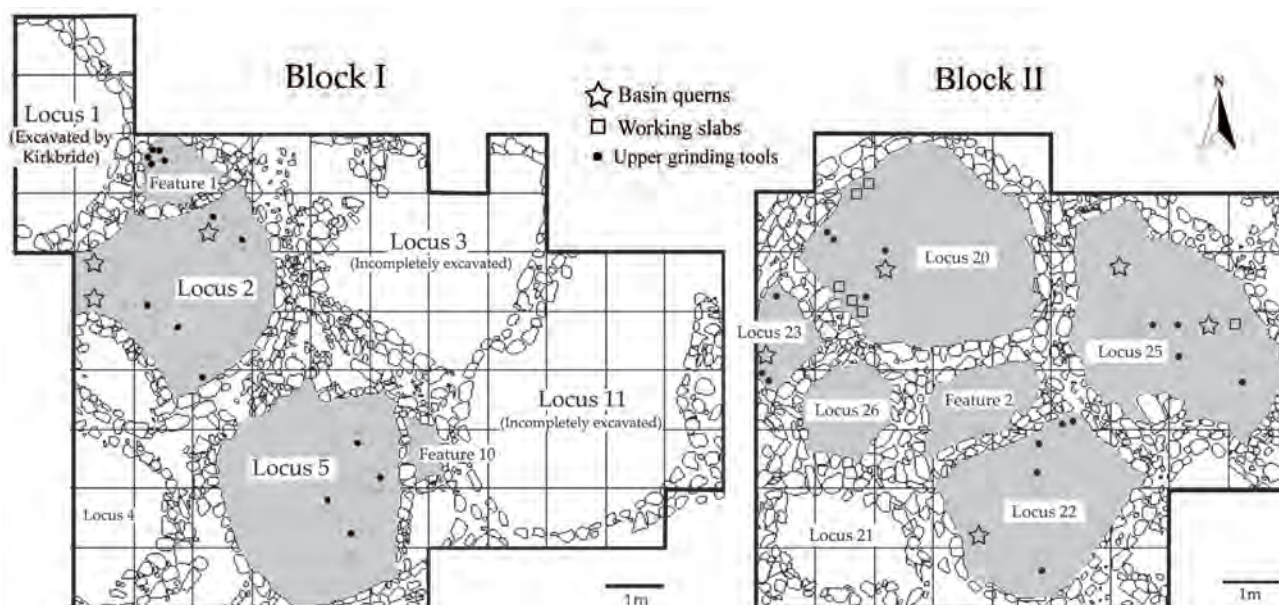 Block I
Block II
N
Basin querns
Working slabs
Upper grinding tools
Locus 1
(Excavated by
Kirkbride)
Feature 1
Locus 2
Locus 3
(Incompletely excavated)
Locus 11
(Incompletely excavated)
Locus 5
Feature 10
Locus 4
1m
Locus 20
Locus 23
Locus 25
Locus 26
Feature 2
Locus 22
Locus 21
1m